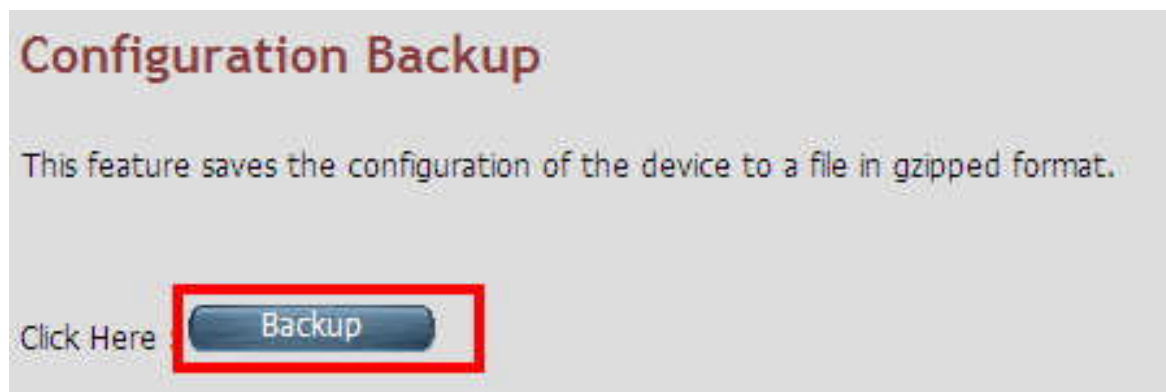 Configuration Backup
This feature saves the configuration of the device to a file in gzipped format.
Click Here : Backup